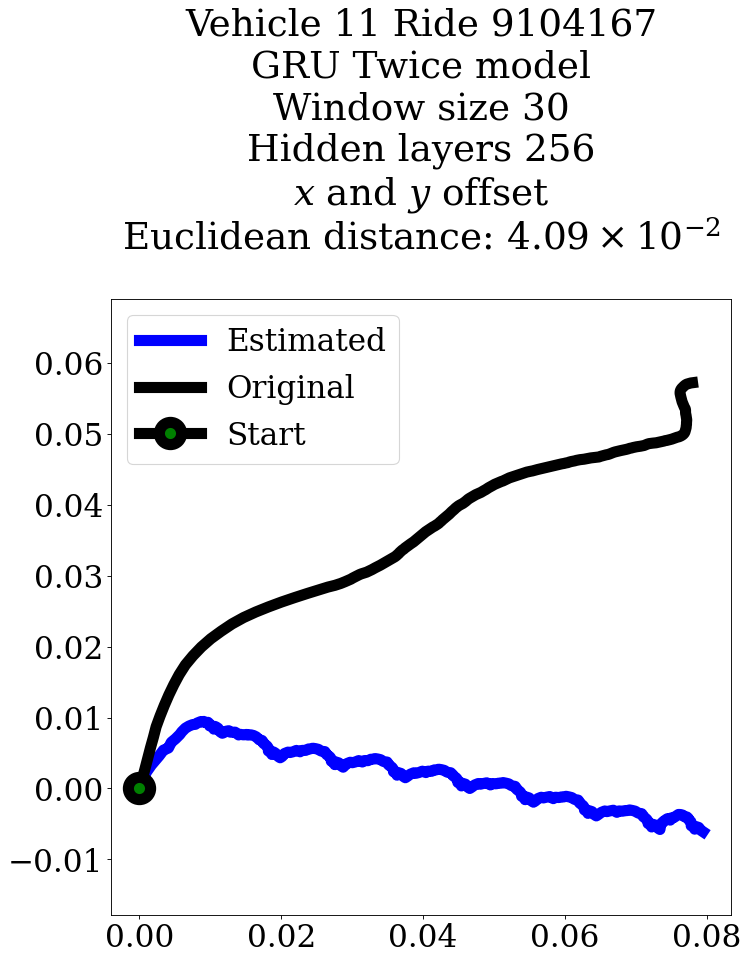 Vehicle 11 Ride 9104167
GRU Twice model
Window size 30
Hidden layers 256
x and y offset
Euclidean distance: 4.09 × 10⁻²
Estimated
Original
Start
0.06
0.05
0.04
0.03
0.02
0.01
0.00
−0.01
0.00 0.02 0.04 0.06 0.08